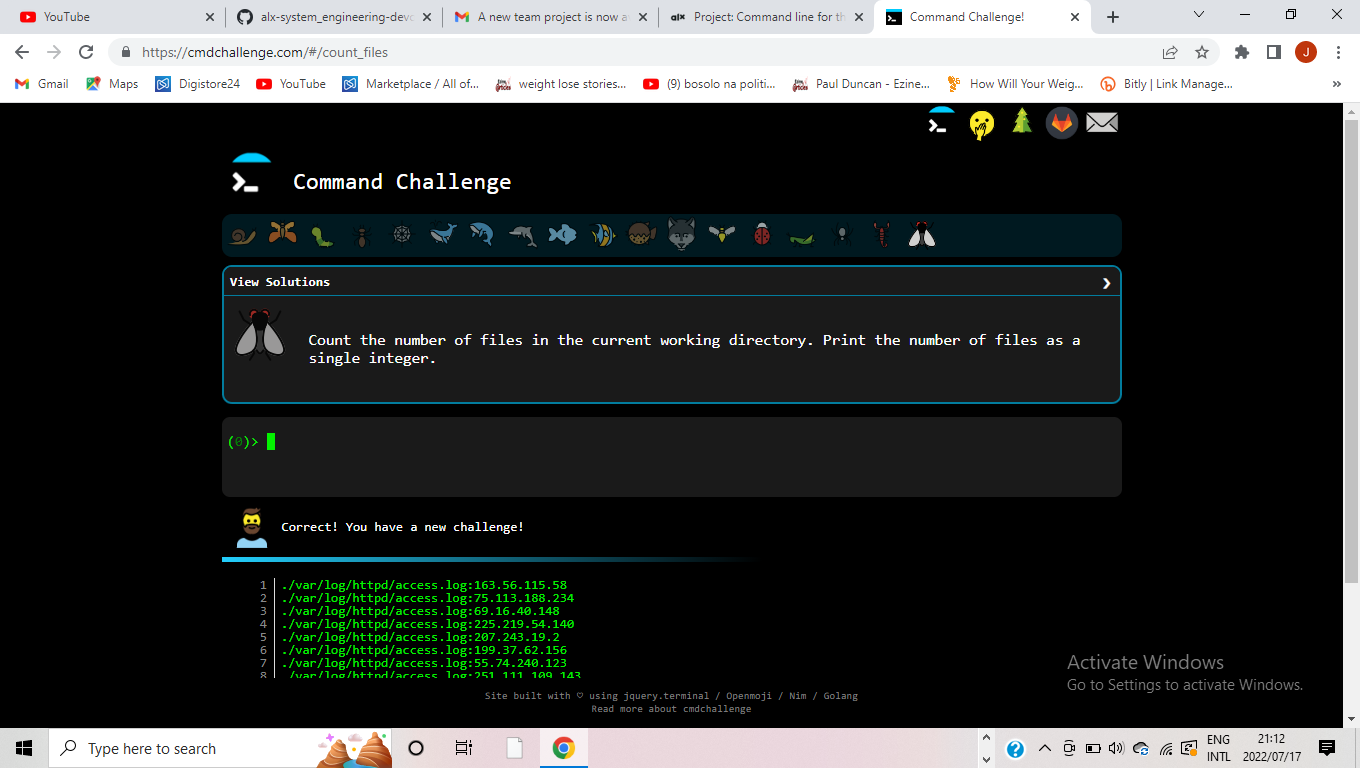 YouTube
alx-system_engineering-devo
A new team project is now a
alx Project: Command line for th
Command Challenge!
https://cmdchallenge.com/#/count_files
J
Gmail
Maps
Digistore24
YouTube
Marketplace / All of...
weight lose stories...
(9) bosolo na politi...
Paul Duncan - Ezine...
How Will Your Weig...
Bitly | Link Manage...
»
Command Challenge
View Solutions
Count the number of files in the current working directory. Print the number of files as a
single integer.
(0)>
Correct! You have a new challenge!
1 ./var/log/httpd/access.log:163.56.115.58
2 ./var/log/httpd/access.log:75.113.188.234
3 ./var/log/httpd/access.log:69.16.40.148
4 ./var/log/httpd/access.log:225.219.54.140
5 ./var/log/httpd/access.log:207.243.19.2
6 ./var/log/httpd/access.log:199.37.62.156
7 ./var/log/httpd/access.log:55.74.240.123
8 ./var/log/httpd/access.log:251.111.109.143
Activate Windows
Go to Settings to activate Windows.
Site built with ♡ using jquery.terminal / Openmoji / Nim / Golang
Read more about cmdchallenge
Type here to search
ENG
INTL
21:12
2022/07/17